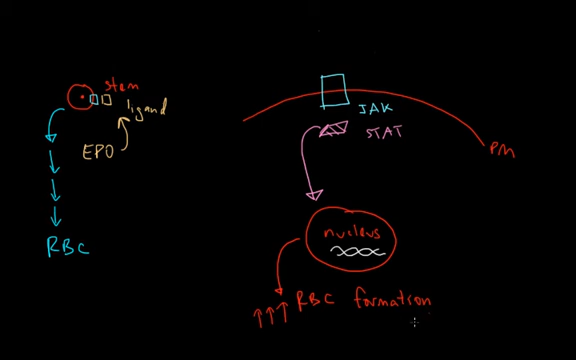 stem
ligand
EPO
RBC
JAK
STAT
PM
nucleus
↑↑↑ RBC formation